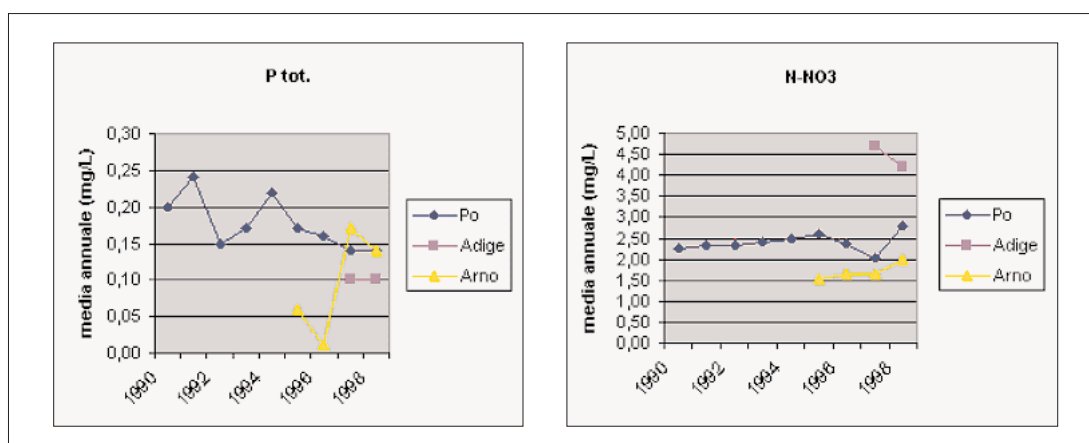 P tot.
media annuale (mg/L)
0,30
0,25
0,20
0,15
0,10
0,05
0,00
1990
1992
1994
1996
1998
Po
Adige
Arno
N-NO3
media annuale (mg/L)
5,00
4,50
4,00
3,50
3,00
2,50
2,00
1,50
1,00
0,50
0,00
1990
1992
1994
1996
1998
Po
Adige
Arno